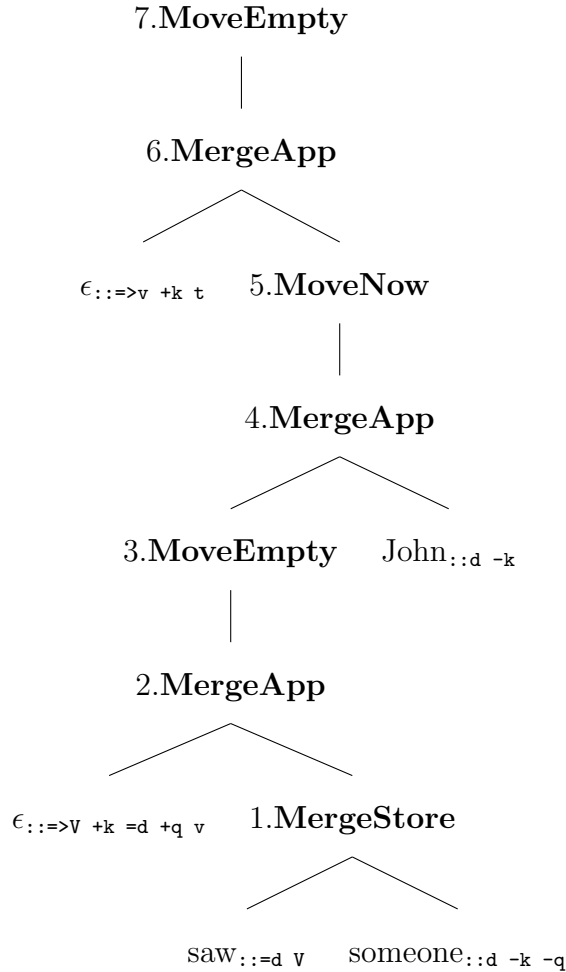 7.MoveEmpty
6.MergeApp
ϵ::=>v +k t 5.MoveNow
4.MergeApp
3.MoveEmpty John::d -k
2.MergeApp
ϵ::=>V +k =d +q v 1.MergeStore
saw::=d V someone::d -k -q